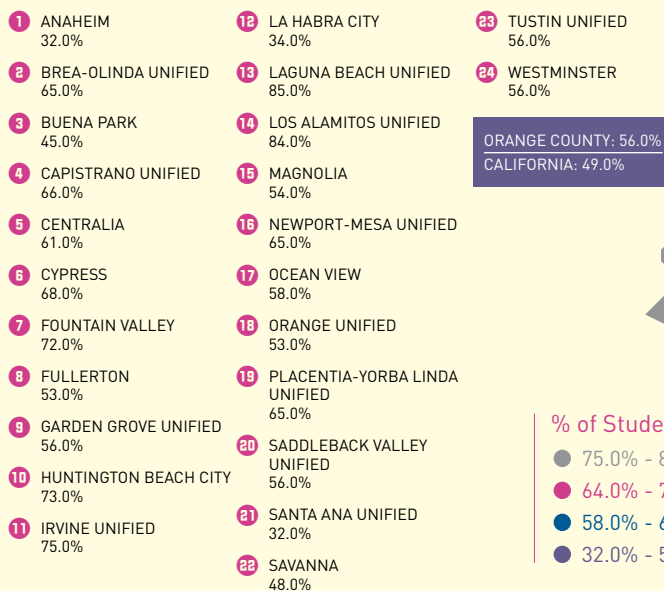 1 ANAHEIM
32.0%
2 BREA-OLINDA UNIFIED
65.0%
3 BUENA PARK
45.0%
4 CAPISTRANO UNIFIED
66.0%
5 CENTRALIA
61.0%
6 CYPRESS
68.0%
7 FOUNTAIN VALLEY
72.0%
8 FULLERTON
53.0%
9 GARDEN GROVE UNIFIED
56.0%
10 HUNTINGTON BEACH CITY
73.0%
11 IRVINE UNIFIED
75.0%
12 LA HABRA CITY
34.0%
13 LAGUNA BEACH UNIFIED
85.0%
14 LOS ALAMITOS UNIFIED
84.0%
15 MAGNOLIA
54.0%
16 NEWPORT-MESA UNIFIED
65.0%
17 OCEAN VIEW
58.0%
18 ORANGE UNIFIED
53.0%
19 PLACENTIA-YORBA LINDA
UNIFIED
65.0%
20 SADDLEBACK VALLEY
UNIFIED
56.0%
21 SANTA ANA UNIFIED
32.0%
22 SAVANNA
48.0%
23 TUSTIN UNIFIED
56.0%
24 WESTMINSTER
56.0%
ORANGE COUNTY: 56.0%
CALIFORNIA: 49.0%
% of
75.0% -
64.0% -
58.0% -
32.0% -